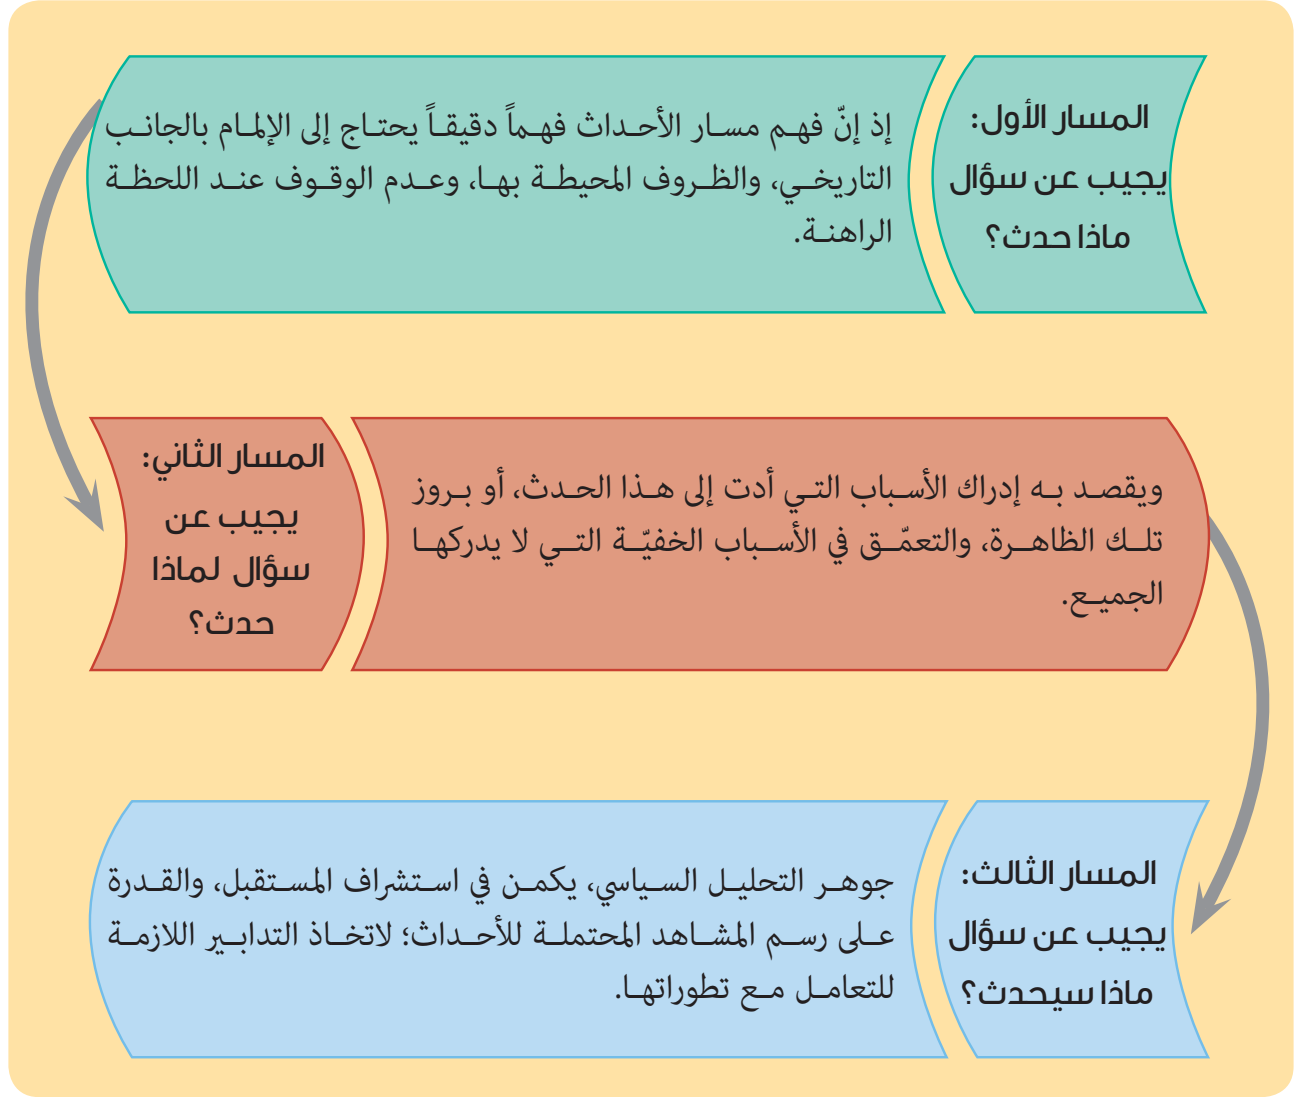 المسار الأول:
يجيب عن سؤال
ماذا حدث؟
إذ إنّ فهم مسار الأحداث فهماً دقيقاً يحتاج إلى الإلمام بالجانب
التاريخي، والظروف المحيطة بها، وعدم الوقوف عند اللحظة
الراهنة.
المسار الثاني:
يجيب عن
سؤال لماذا
حدث؟
ويقصد به إدراك الأسباب التي أدت إلى هذا الحدث، أو بروز
تلك الظاهرة، والتعمّق في الأسباب الخفيّة التي لا يدركها
الجميع.
المسار الثالث:
يجيب عن سؤال
ماذا سيحدث؟
جوهر التحليل السياسي، يكمن في استشراف المستقبل، والقدرة
على رسم المشاهد المحتملة للأحداث؛ لاتخاذ التدابير اللازمة
للتعامل مع تطوراتها.